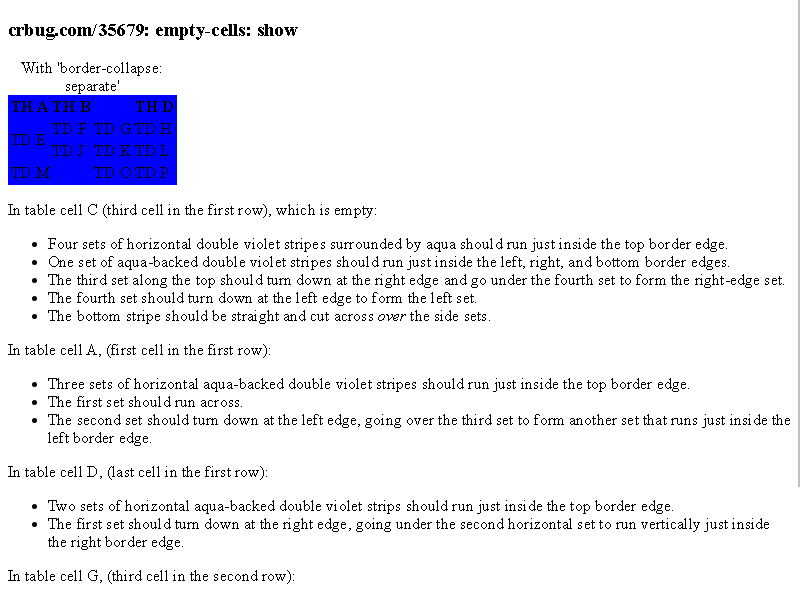 crbug.com/35679: empty-cells: show
With 'border-collapse:
separate'
TH A TH B TH D
TD F TD G TD H
TD E
TD J TD K TD L
TD M TD O TD P
In table cell C (third cell in the first row), which is empty:
• Four sets of horizontal double violet stripes surrounded by aqua should run just inside the top border edge.
• One set of aqua-backed double violet stripes should run just inside the left, right, and bottom border edges.
• The third set along the top should turn down at the right edge and go under the fourth set to form the right-edge set.
• The fourth set should turn down at the left edge to form the left set.
• The bottom stripe should be straight and cut across over the side sets.
In table cell A, (first cell in the first row):
• Three sets of horizontal aqua-backed double violet stripes should run just inside the top border edge.
• The first set should run across.
• The second set should turn down at the left edge, going over the third set to form another set that runs just inside the
left border edge.
In table cell D, (last cell in the first row):
• Two sets of horizontal aqua-backed double violet strips should run just inside the top border edge.
• The first set should turn down at the right edge, going under the second horizontal set to run vertically just inside
the right border edge.
In table cell G, (third cell in the second row):